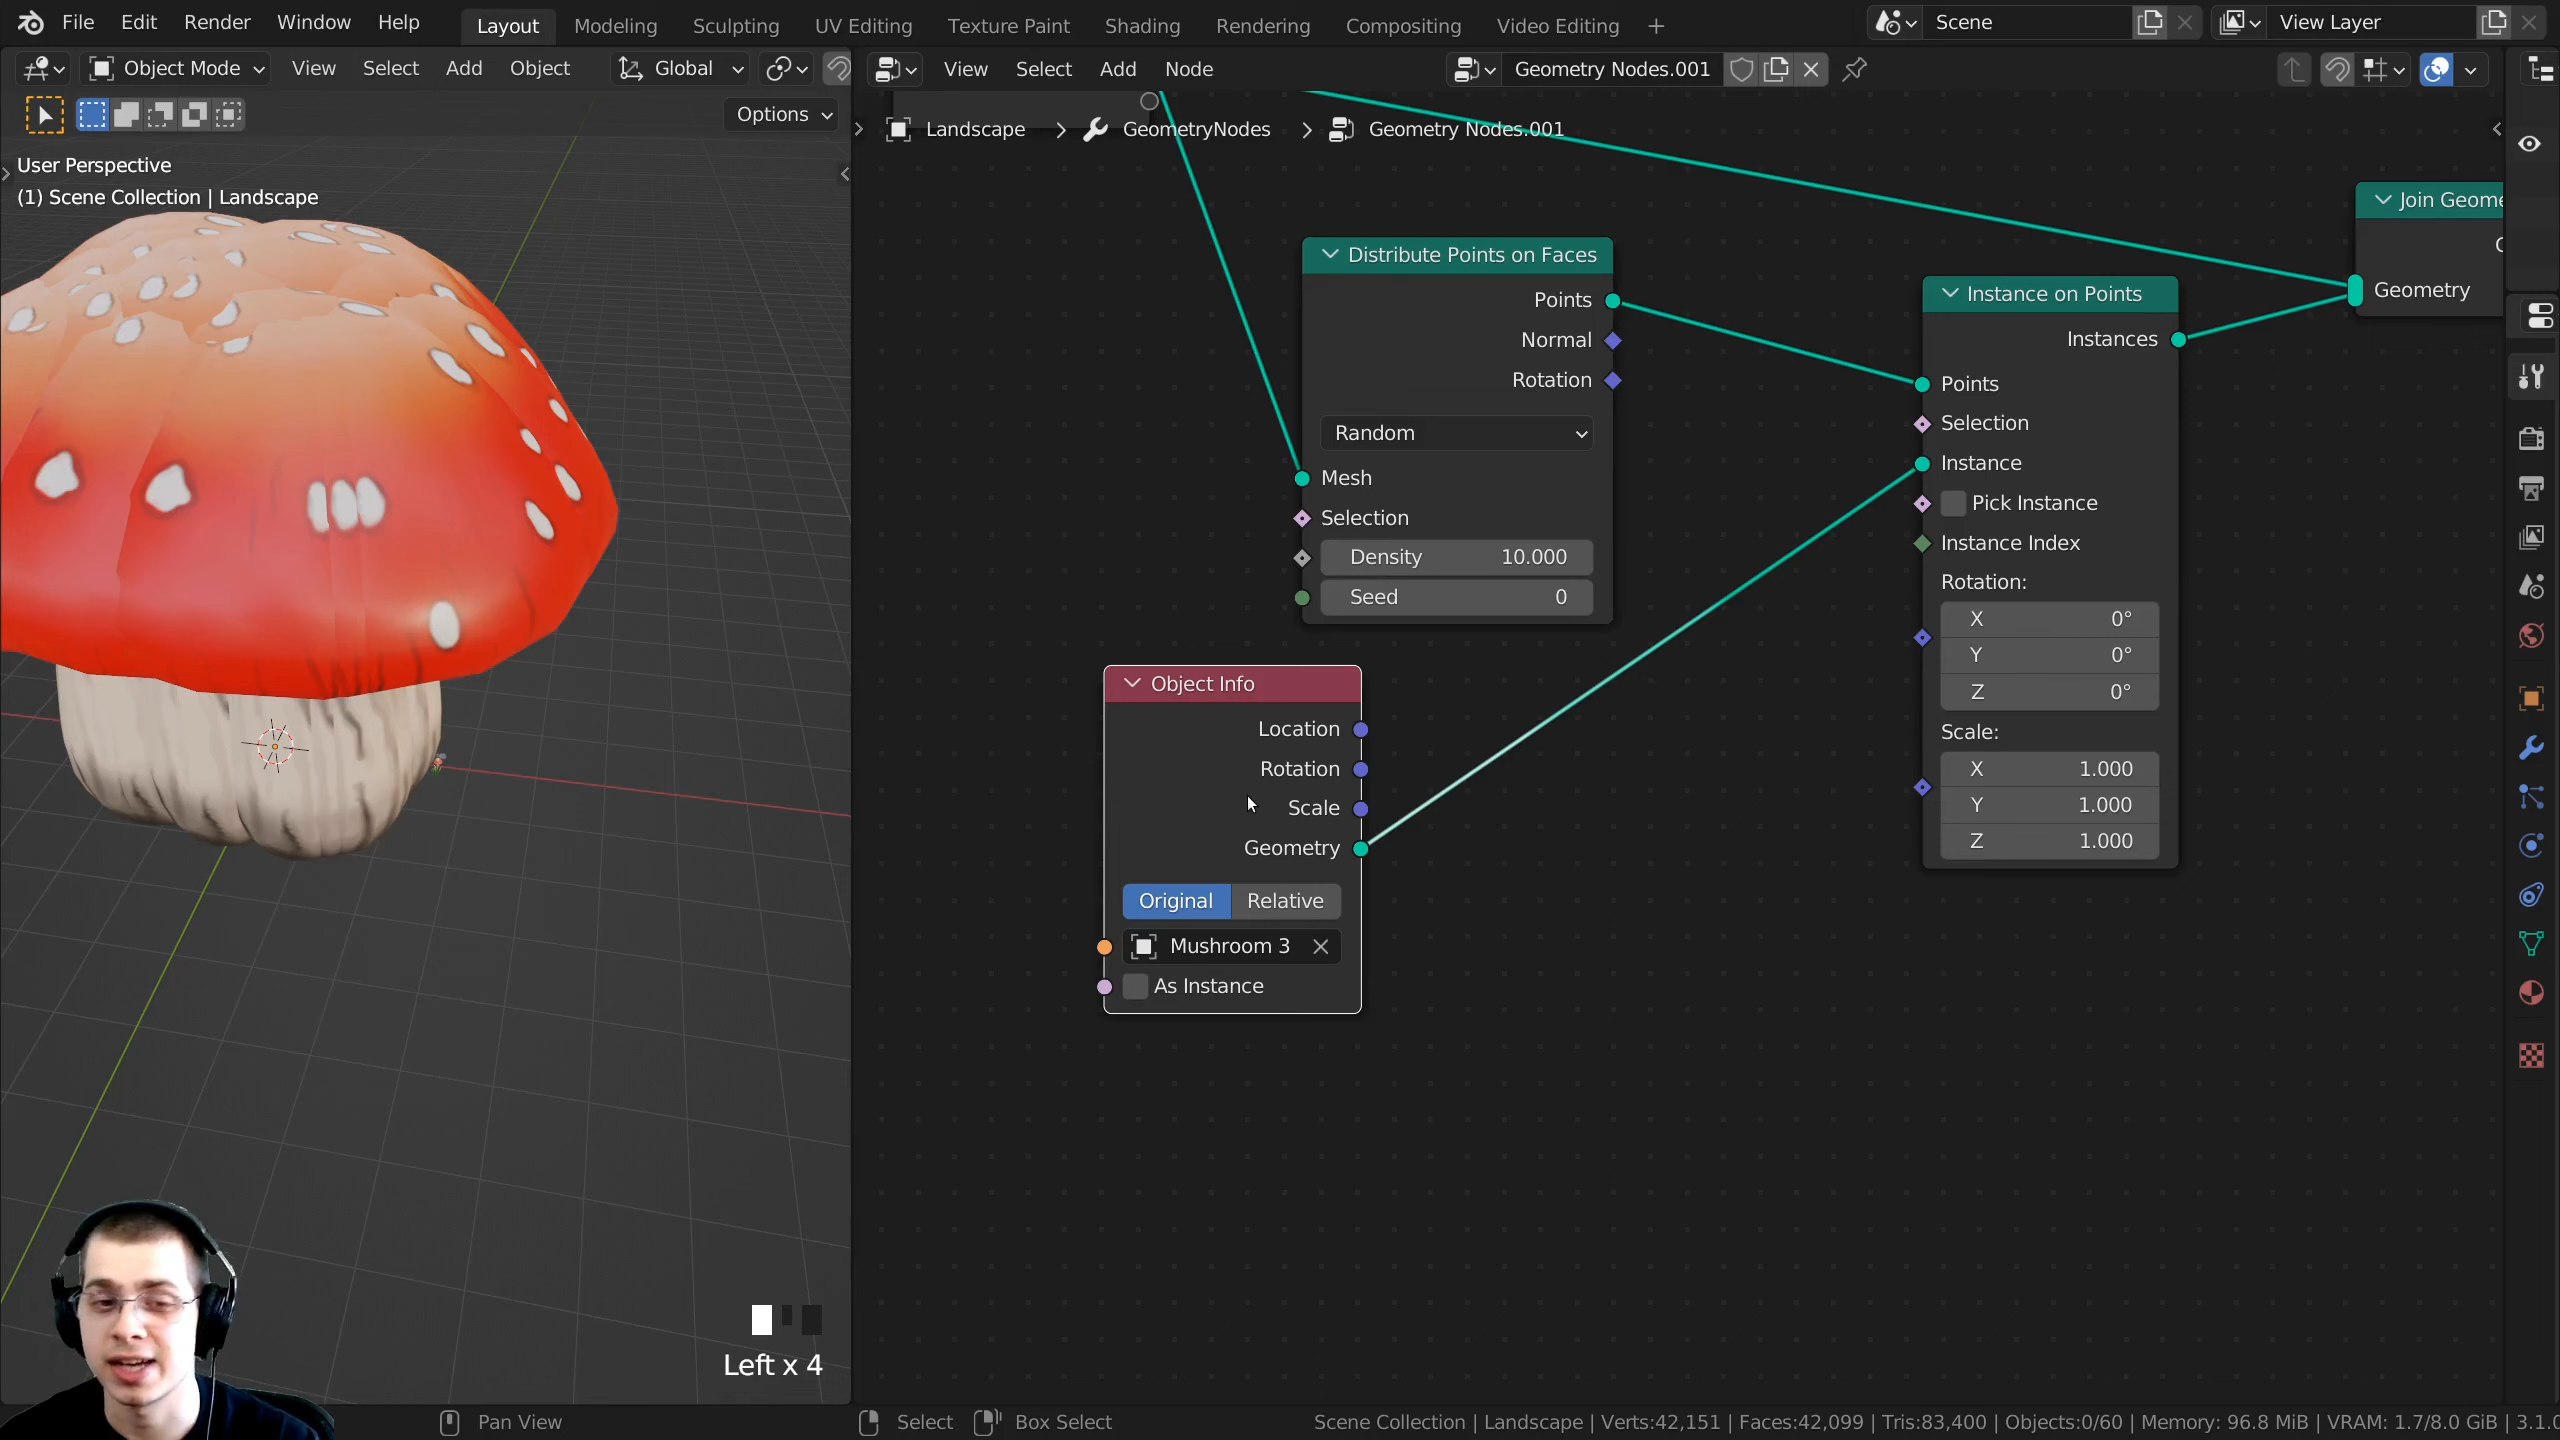 File Edit Render Window Help Layout Modeling Sculpting UV Editing Texture Paint Shading Rendering Compositing Video Editing + Scene View Layer
Object Mode View Select Add Object Global View Select Add Node Geometry Nodes.001
Options
Landscape > GeometryNodes > Geometry Nodes.001
User Perspective
(1) Scene Collection | Landscape
Join Geome
Geometry
Distribute Points on Faces
Points
Normal
Rotation
Random
Mesh
Selection
Density 10.000
Seed 0
Instance on Points
Instances
Points
Selection
Instance
Pick Instance
Instance Index
Rotation:
X 0°
Y 0°
Z 0°
Scale:
X 1.000
Y 1.000
Z 1.000
Object Info
Location
Rotation
Scale
Geometry
Original Relative
Mushroom 3
As Instance
Left x 4
Pan View Select Box Select Scene Collection | Landscape | Verts:42,151 | Faces:42,099 | Tris:83,400 | Objects:0/60 | Memory: 96.8 MiB | VRAM: 1.7/8.0 GiB | 3.1.0